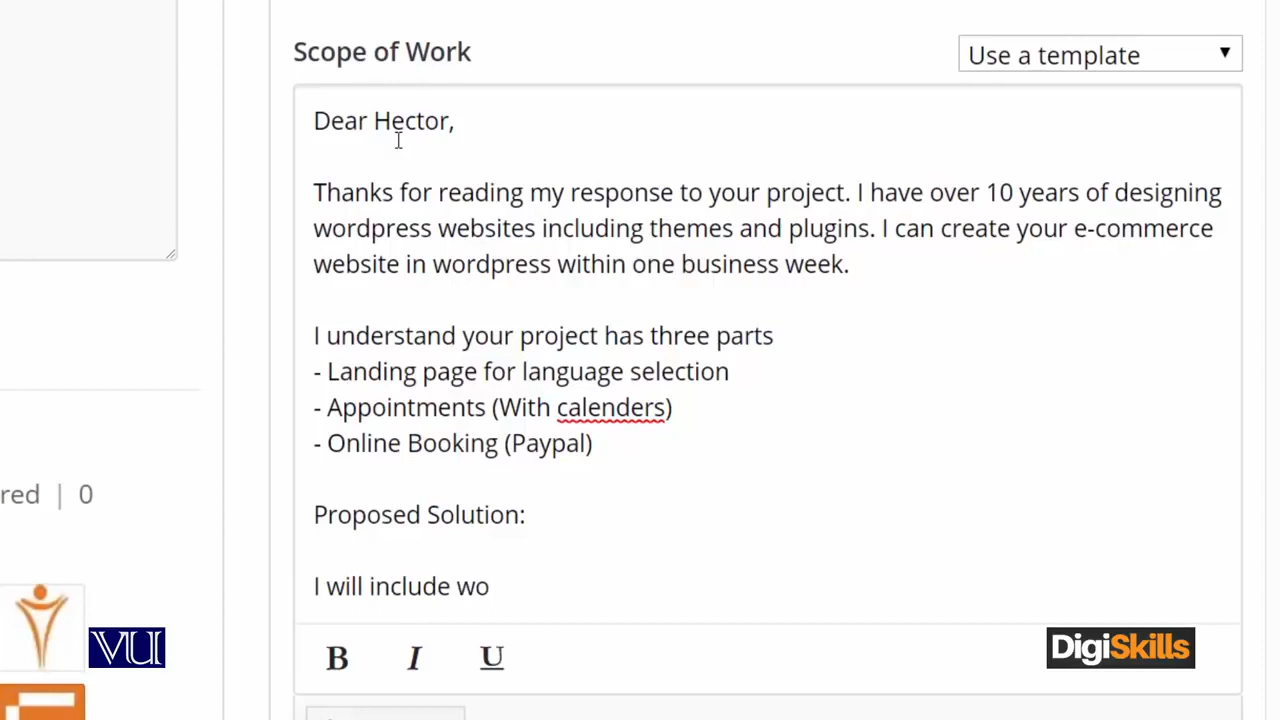 Scope of Work
Use a template
Dear Hector,
Thanks for reading my response to your project. I have over 10 years of designing
wordpress websites including themes and plugins. I can create your e-commerce
website in wordpress within one business week.
I understand your project has three parts
- Landing page for language selection
- Appointments (With calenders)
- Online Booking (Paypal)
Proposed Solution:
I will include wo
B I U
red | 0
VU
DigiSkills